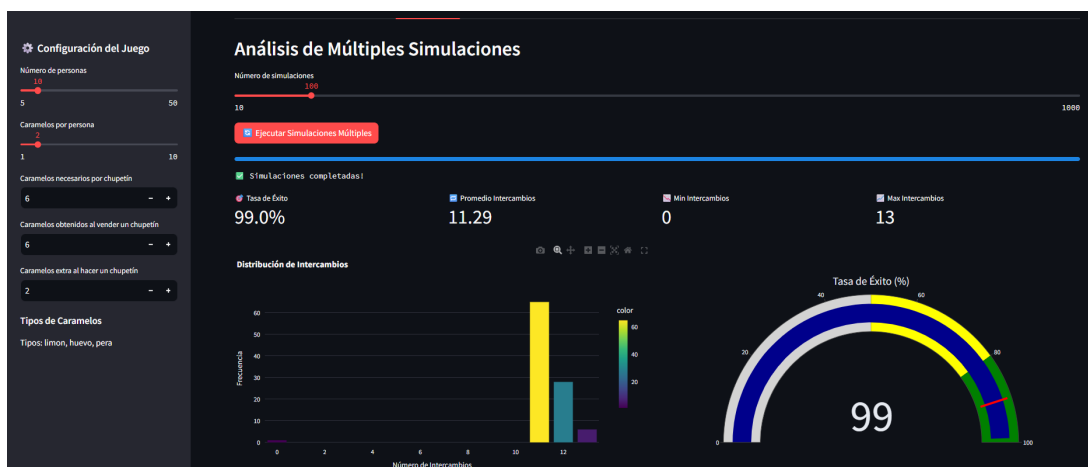 Configuración del Juego
Número de personas
10
5 50
Caramelos por persona
2
1 10
Caramelos necesarios por chupetín
6 - +
Caramelos obtenidos al vender un chupetín
6 - +
Caramelos extra al hacer un chupetín
2 - +
Tipos de Caramelos
Tipos: limon, huevo, pera
Análisis de Múltiples Simulaciones
Número de simulaciones
100
10 1000
Ejecutar Simulaciones Múltiples
Simulaciones completadas!
Tasa de Éxito Promedio Intercambios Min Intercambios Max Intercambios
99.0% 11.29 0 13
Distribución de Intercambios
Frecuencia
60
50
40
30
20
10
0
0 2 4 6 8 10 12
Número de Intercambios
color
60
40
20
Tasa de Éxito (%)
0 20 40 60 80 100
99